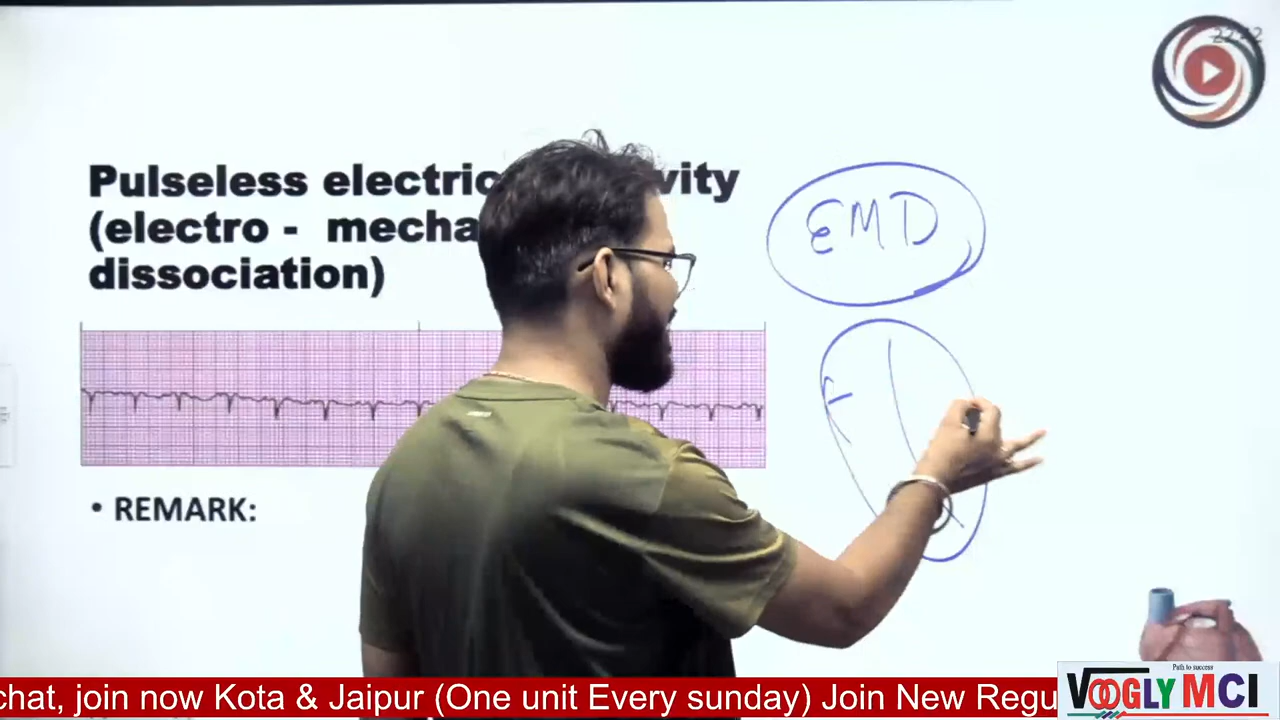 Pulseless electric vity
(electro - mecha
dissociation)
EMD
• REMARK:
chat, join now Kota & Jaipur (One unit Every sunday) Join New Regu
Path to success
VOOGLY MCI